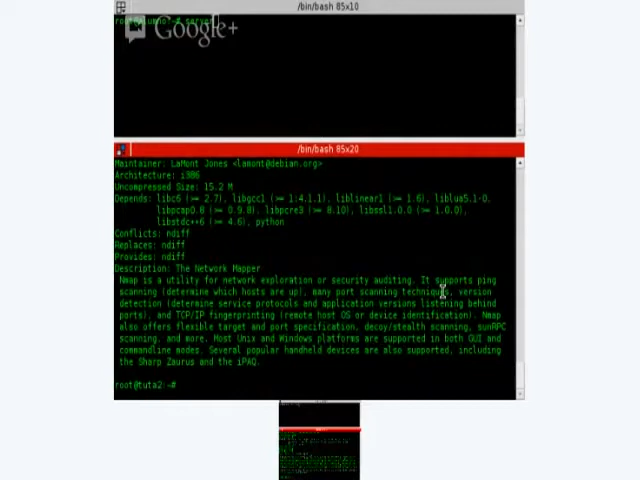 /bin/bash 85x10
Google+
/bin/bash 85x20
Maintainer: LaMont Jones <lamont@debian.org>
Architecture: i386
Uncompressed Size: 15.2 M
Depends: libc6 (>= 2.7), libgcc1 (>= 1:4.1.1), liblinear1 (>= 1.6), liblua5.1-0,
libpcap0.8 (>= 0.9.8), libpcre3 (>= 8.10), libssl1.0.0 (>= 1.0.0),
libstdc++6 (>= 4.6), python
Conflicts: ndiff
Replaces: ndiff
Provides: ndiff
Description: The Network Mapper
Nmap is a utility for network exploration or security auditing. It supports ping
scanning (determine which hosts are up), many port scanning techniques, version
detection (determine service protocols and application versions listening behind
ports), and TCP/IP fingerprinting (remote host OS or device identification). Nmap
also offers flexible target and port specification, decoy/stealth scanning, sunRPC
scanning, and more. Most Unix and Windows platforms are supported in both GUI and
commandline modes. Several popular handheld devices are also supported, including
the Sharp Zaurus and the iPAQ.
root@tuta2:~#